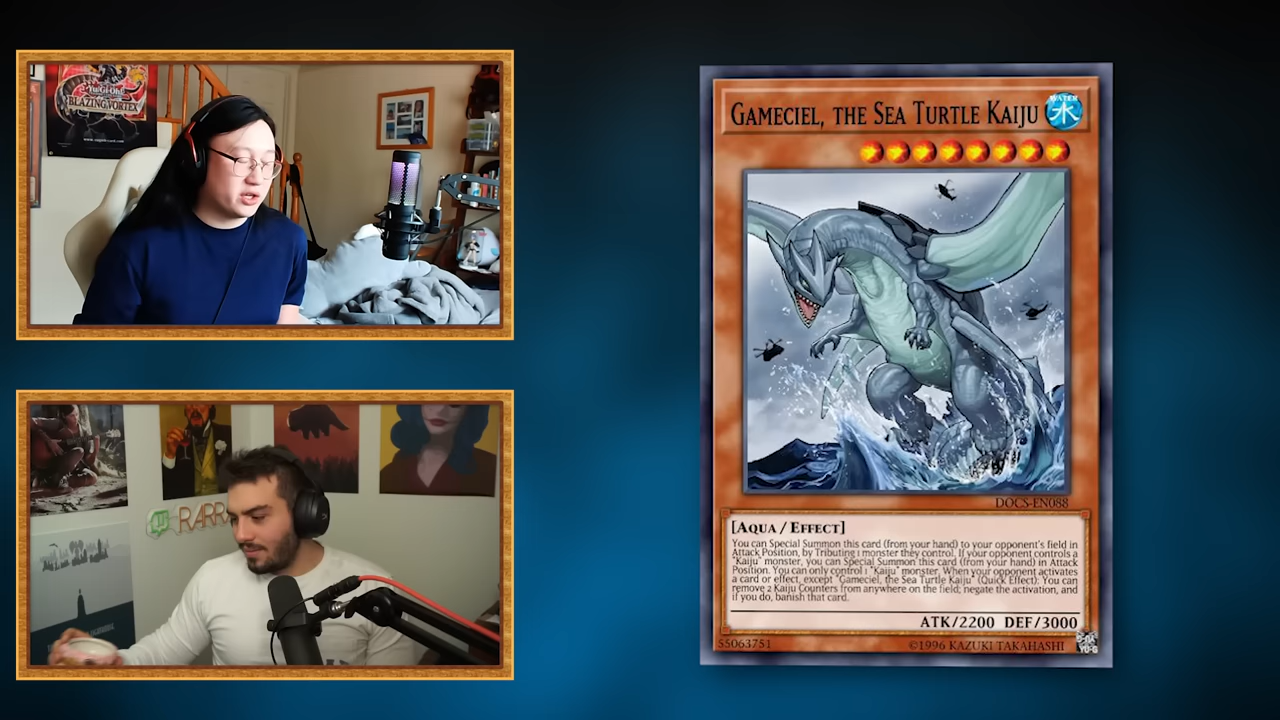 Yu-Gi-Oh!
BLAZING VORTEX
RARR
GAMECIEL, THE SEA TURTLE KAIJU
WATER
水
DOCS-EN088
[AQUA / EFFECT]
You can Special Summon this card (from your hand) to your opponent's field in
Attack Position, by Tributing 1 monster they control. If your opponent controls a
"Kaiju" monster, you can Special Summon this card (from your hand) in Attack
Position. You can only control 1 "Kaiju" monster. When your opponent activates
a card or effect, except "Gameciel, the Sea Turtle Kaiju" (Quick Effect): You can
remove 2 Kaiju Counters from anywhere on the field; negate the activation, and
if you do, banish that card.
ATK/2200 DEF/3000
55063751
©1996 KAZUKI TAKAHASHI